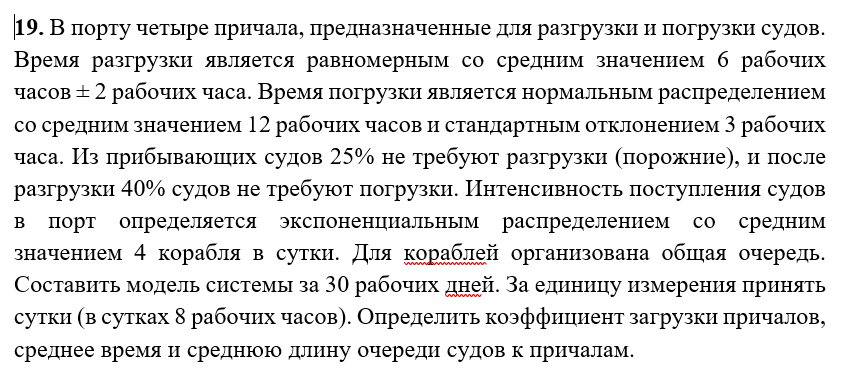 19. В порту четыре причала, предназначенные для разгрузки и погрузки судов.
Время разгрузки является равномерным со средним значением 6 рабочих
часов ± 2 рабочих часа. Время погрузки является нормальным распределением
со средним значением 12 рабочих часов и стандартным отклонением 3 рабочих
часа. Из прибывающих судов 25% не требуют разгрузки (порожние), и после
разгрузки 40% судов не требуют погрузки. Интенсивность поступления судов
в порт определяется экспоненциальным распределением со средним
значением 4 корабля в сутки. Для кораблей организована общая очередь.
Составить модель системы за 30 рабочих дней. За единицу измерения принять
сутки (в сутках 8 рабочих часов). Определить коэффициент загрузки причалов,
среднее время и среднюю длину очереди судов к причалам.